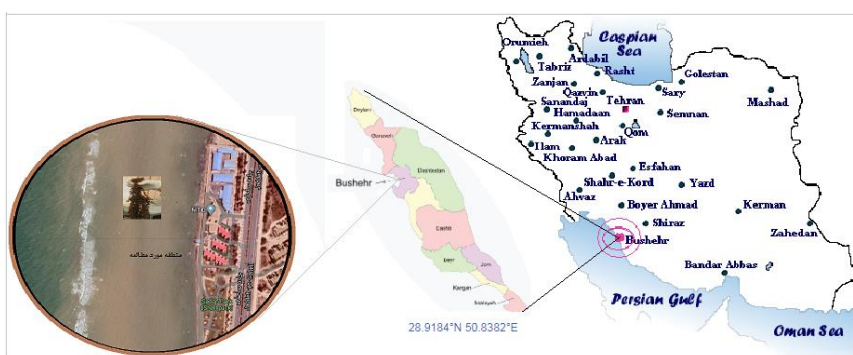 Caspian
Sea
Orumieh
Ardabil
Tabriz
Rasht
Golestan
Zanjan
Qazvin
Sary
Mashad
Tehran
Sanandaj
Hamadaan
Semnan
Kermanshah
Qom
Ilam
Arak
Khoram Abad
Esfahan
Shahr-e-Kord
Yazd
Ahvaz
Boyer Ahmad
Kerman
Shiraz
Zahedan
Bushehr
Bandar Abbas
Persian Gulf
Oman Sea
Deylam
Genaveh
Dashtestan
Bushehr
Dashti
Deer
Jam
Kangan
منطقه مورد مطالعه
28.9184°N 50.8382°E